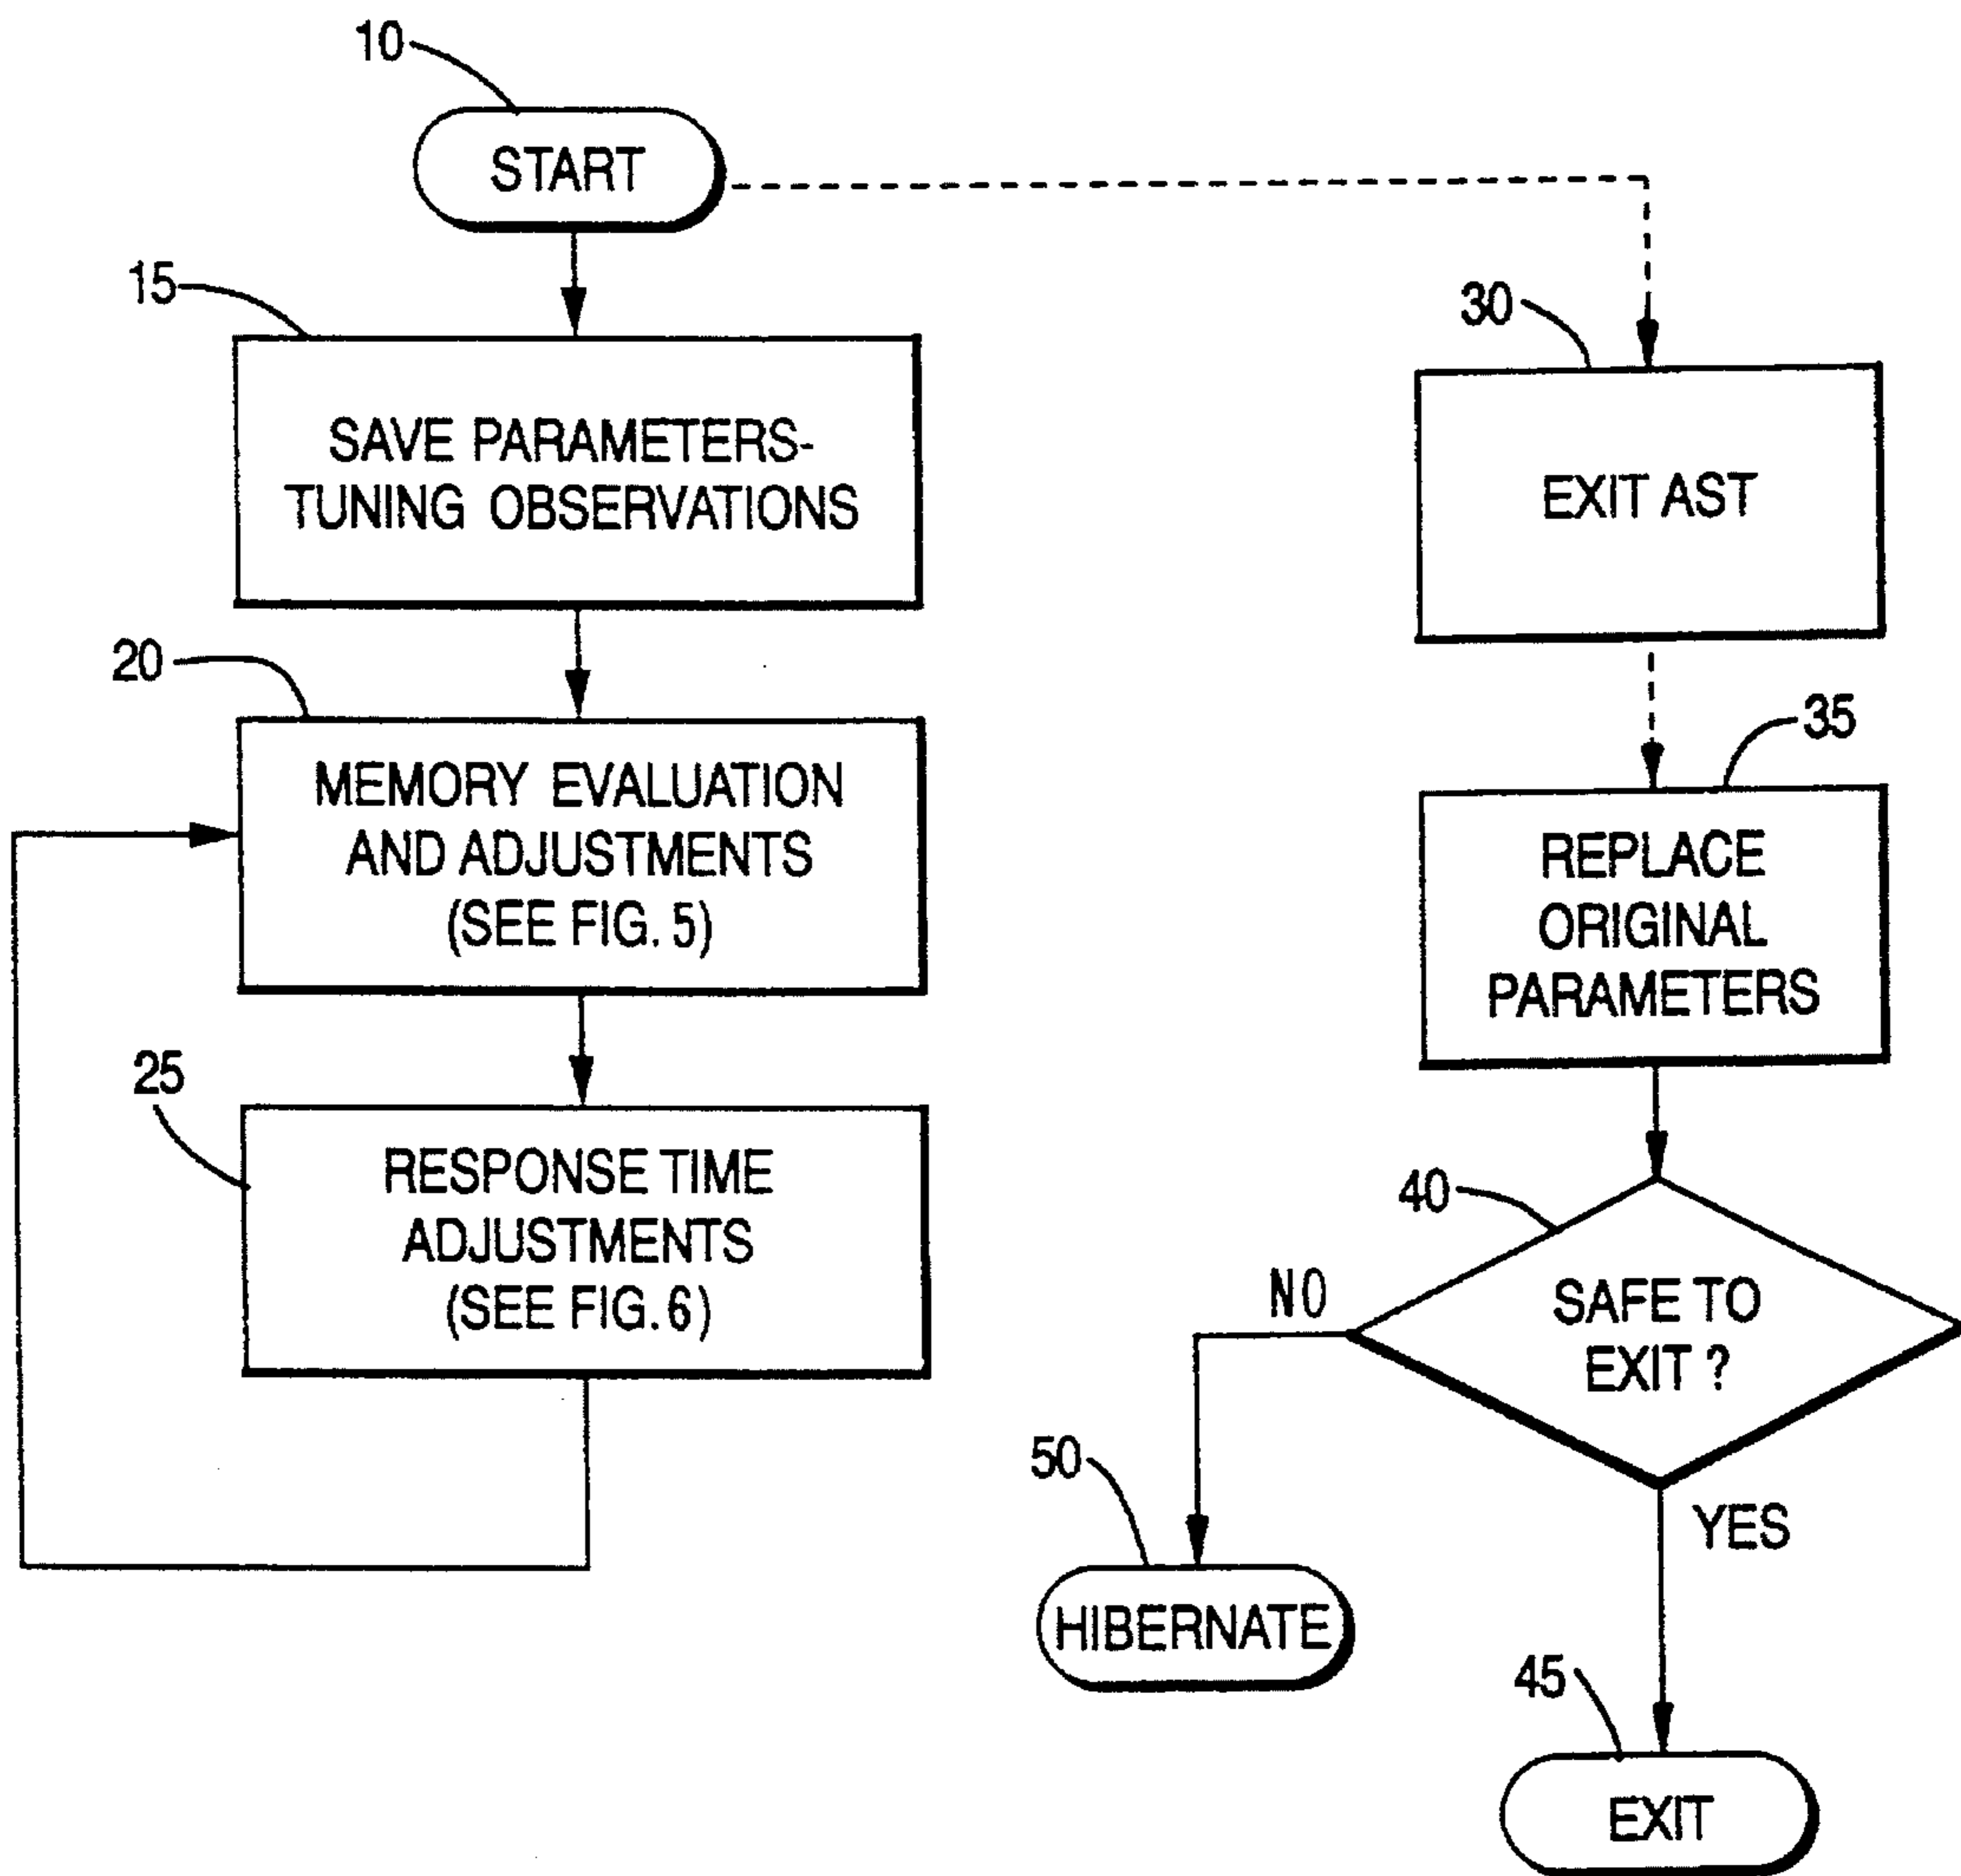 10
START
15
SAVE PARAMETERS-
TUNING OBSERVATIONS
20
MEMORY EVALUATION
AND ADJUSTMENTS
(SEE FIG. 5)
25
RESPONSE TIME
ADJUSTMENTS
(SEE FIG. 6)
30
EXIT AST
35
REPLACE
ORIGINAL
PARAMETERS
40
SAFE TO
EXIT ?
NO
YES
50
HIBERNATE
45
EXIT